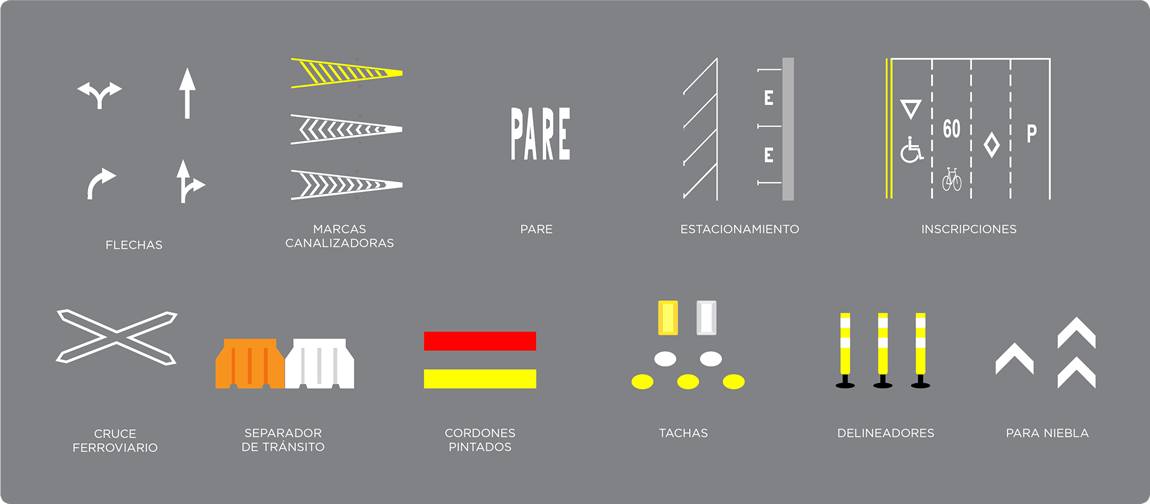 PARE
E
E
60
P
FLECHAS
MARCAS
CANALIZADORAS
PARE
ESTACIONAMIENTO
INSCRIPCIONES
CRUCE
FERROVIARIO
SEPARADOR
DE TRÁNSITO
CORDONES
PINTADOS
TACHAS
DELINEADORES
PARA NIEBLA